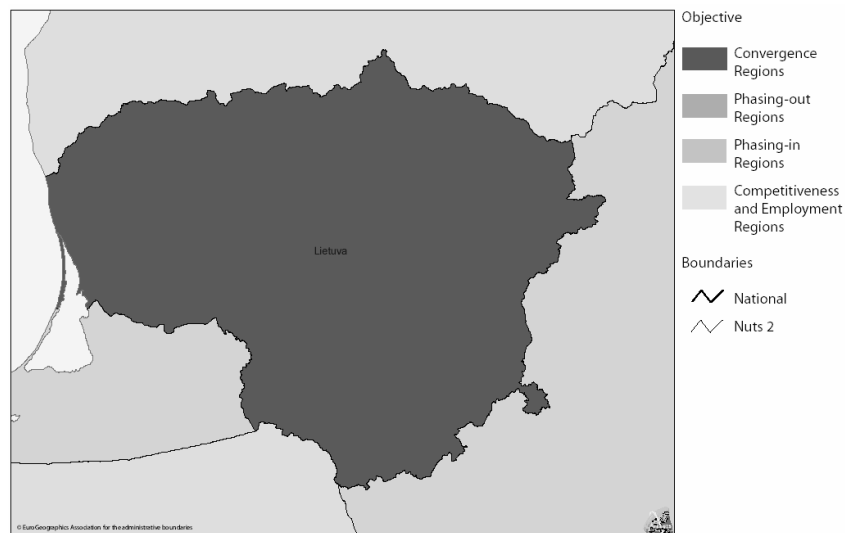 Objective
Convergence
Regions
Phasing-out
Regions
Phasing-in
Regions
Competitiveness
and Employment
Regions
Boundaries
National
Nuts 2
Lietuva
© EuroGeographics Association for the administrative boundaries